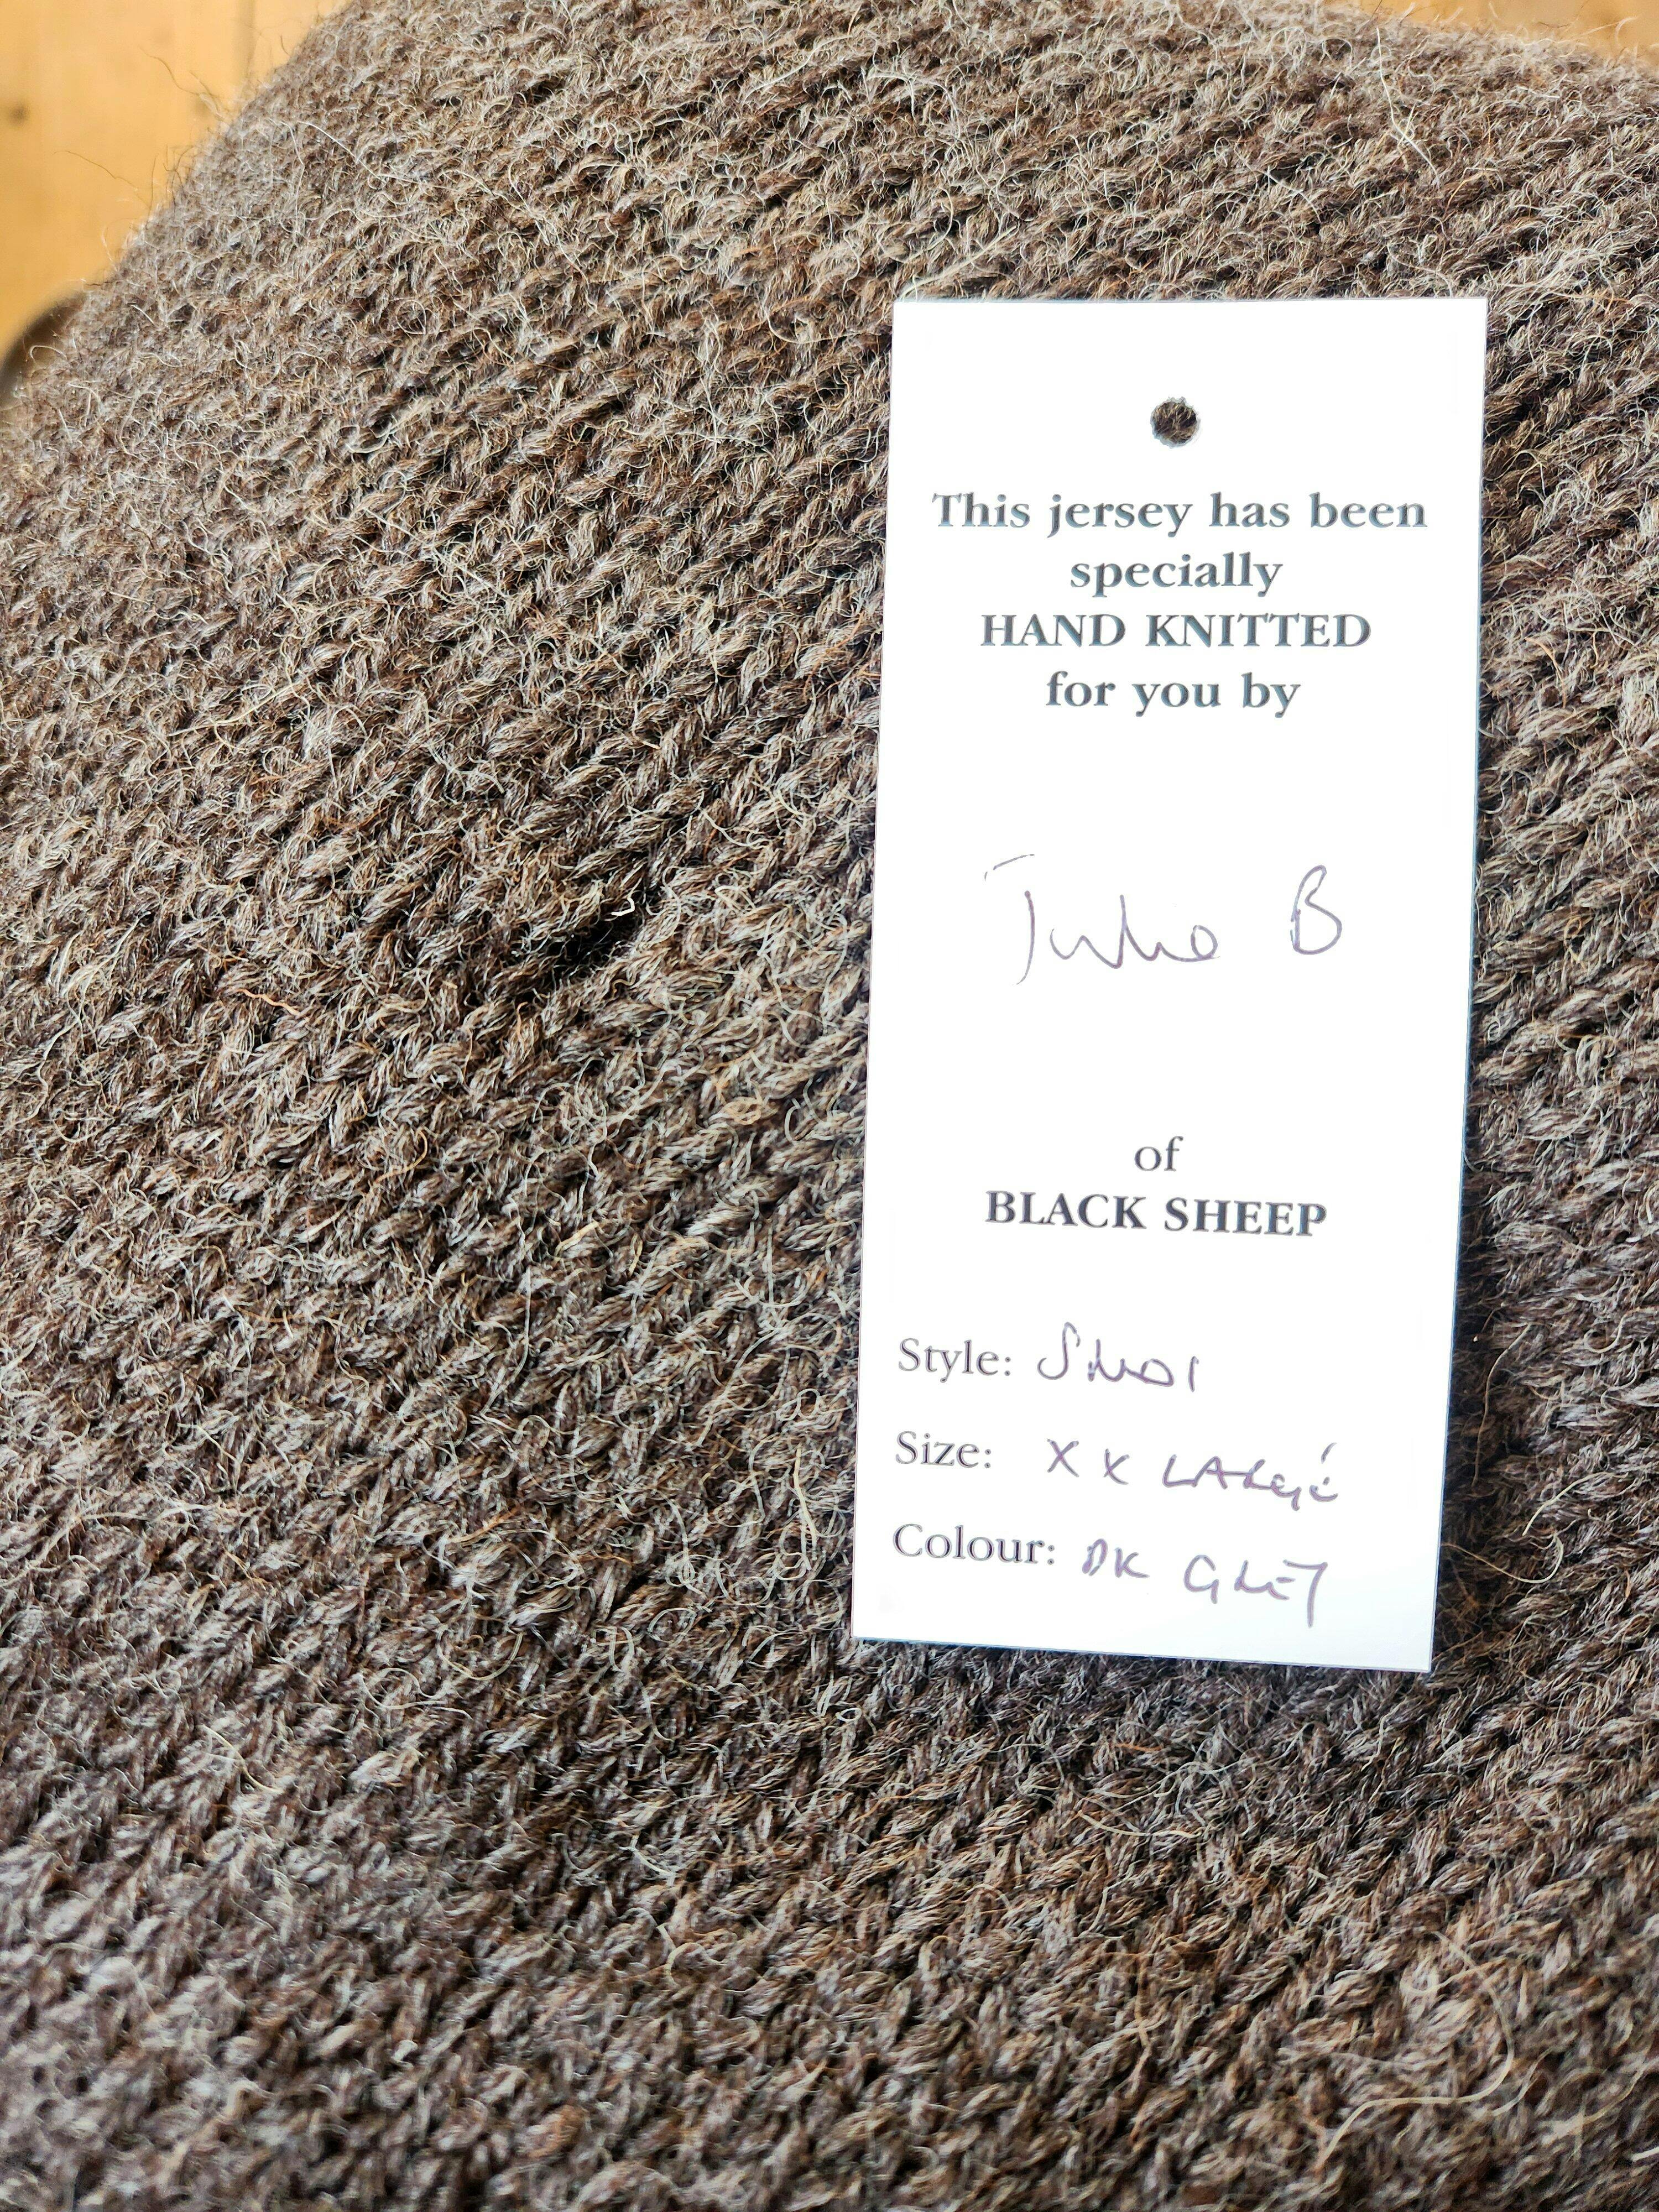 This jersey has been
specially
HAND KNITTED
for you by
Julie B
of
BLACK SHEEP
Style: SM01
Size: XX LARGE
Colour: DK GREY